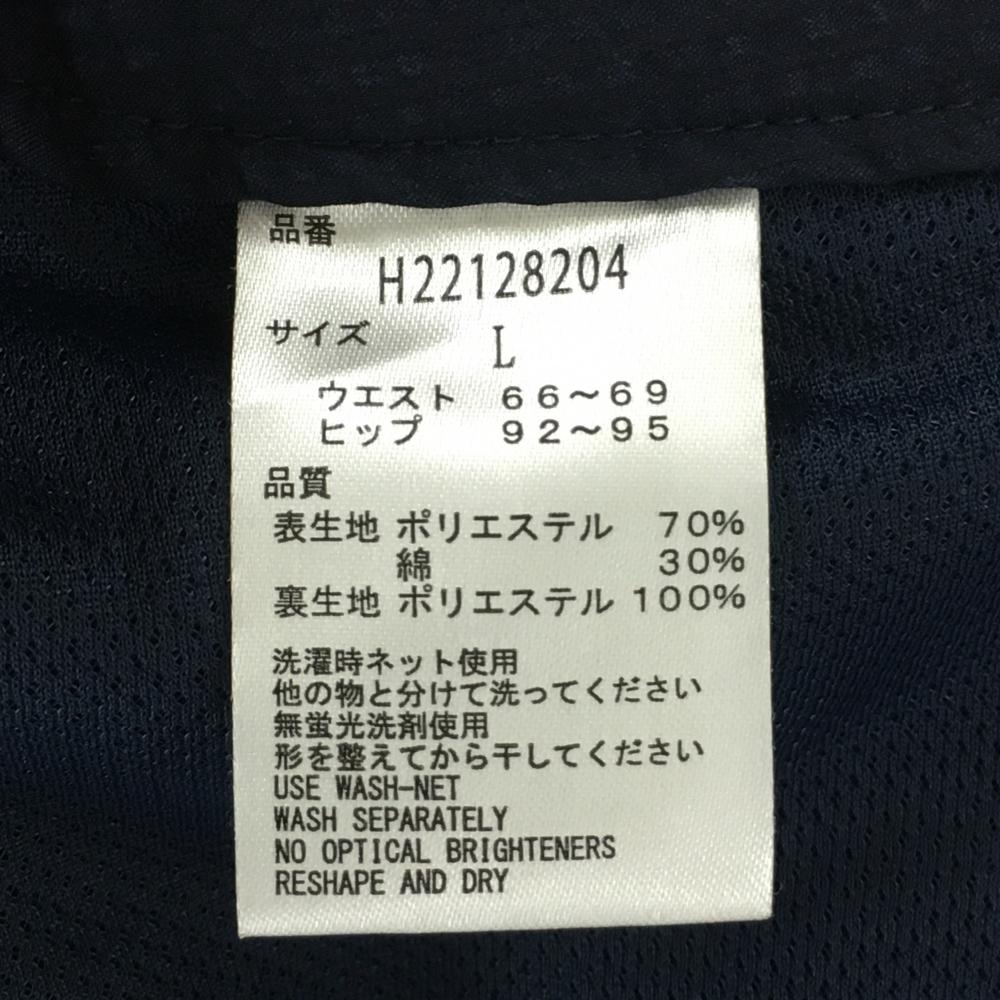 品番
H22128204
サイズ L
ウエスト 66～69
ヒップ 92～95
品質
表生地 ポリエステル 70%
綿 30%
裏生地 ポリエステル 100%
洗濯時ネット使用
他の物と分けて洗ってください
無蛍光洗剤使用
形を整えてから干してください
USE WASH-NET
WASH SEPARATELY
NO OPTICAL BRIGHTENERS
RESHAPE AND DRY